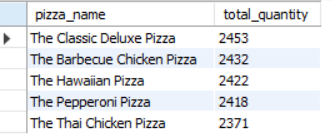 pizza_name total_quantity
The Classic Deluxe Pizza 2453
The Barbecue Chicken Pizza 2432
The Hawaiian Pizza 2422
The Pepperoni Pizza 2418
The Thai Chicken Pizza 2371